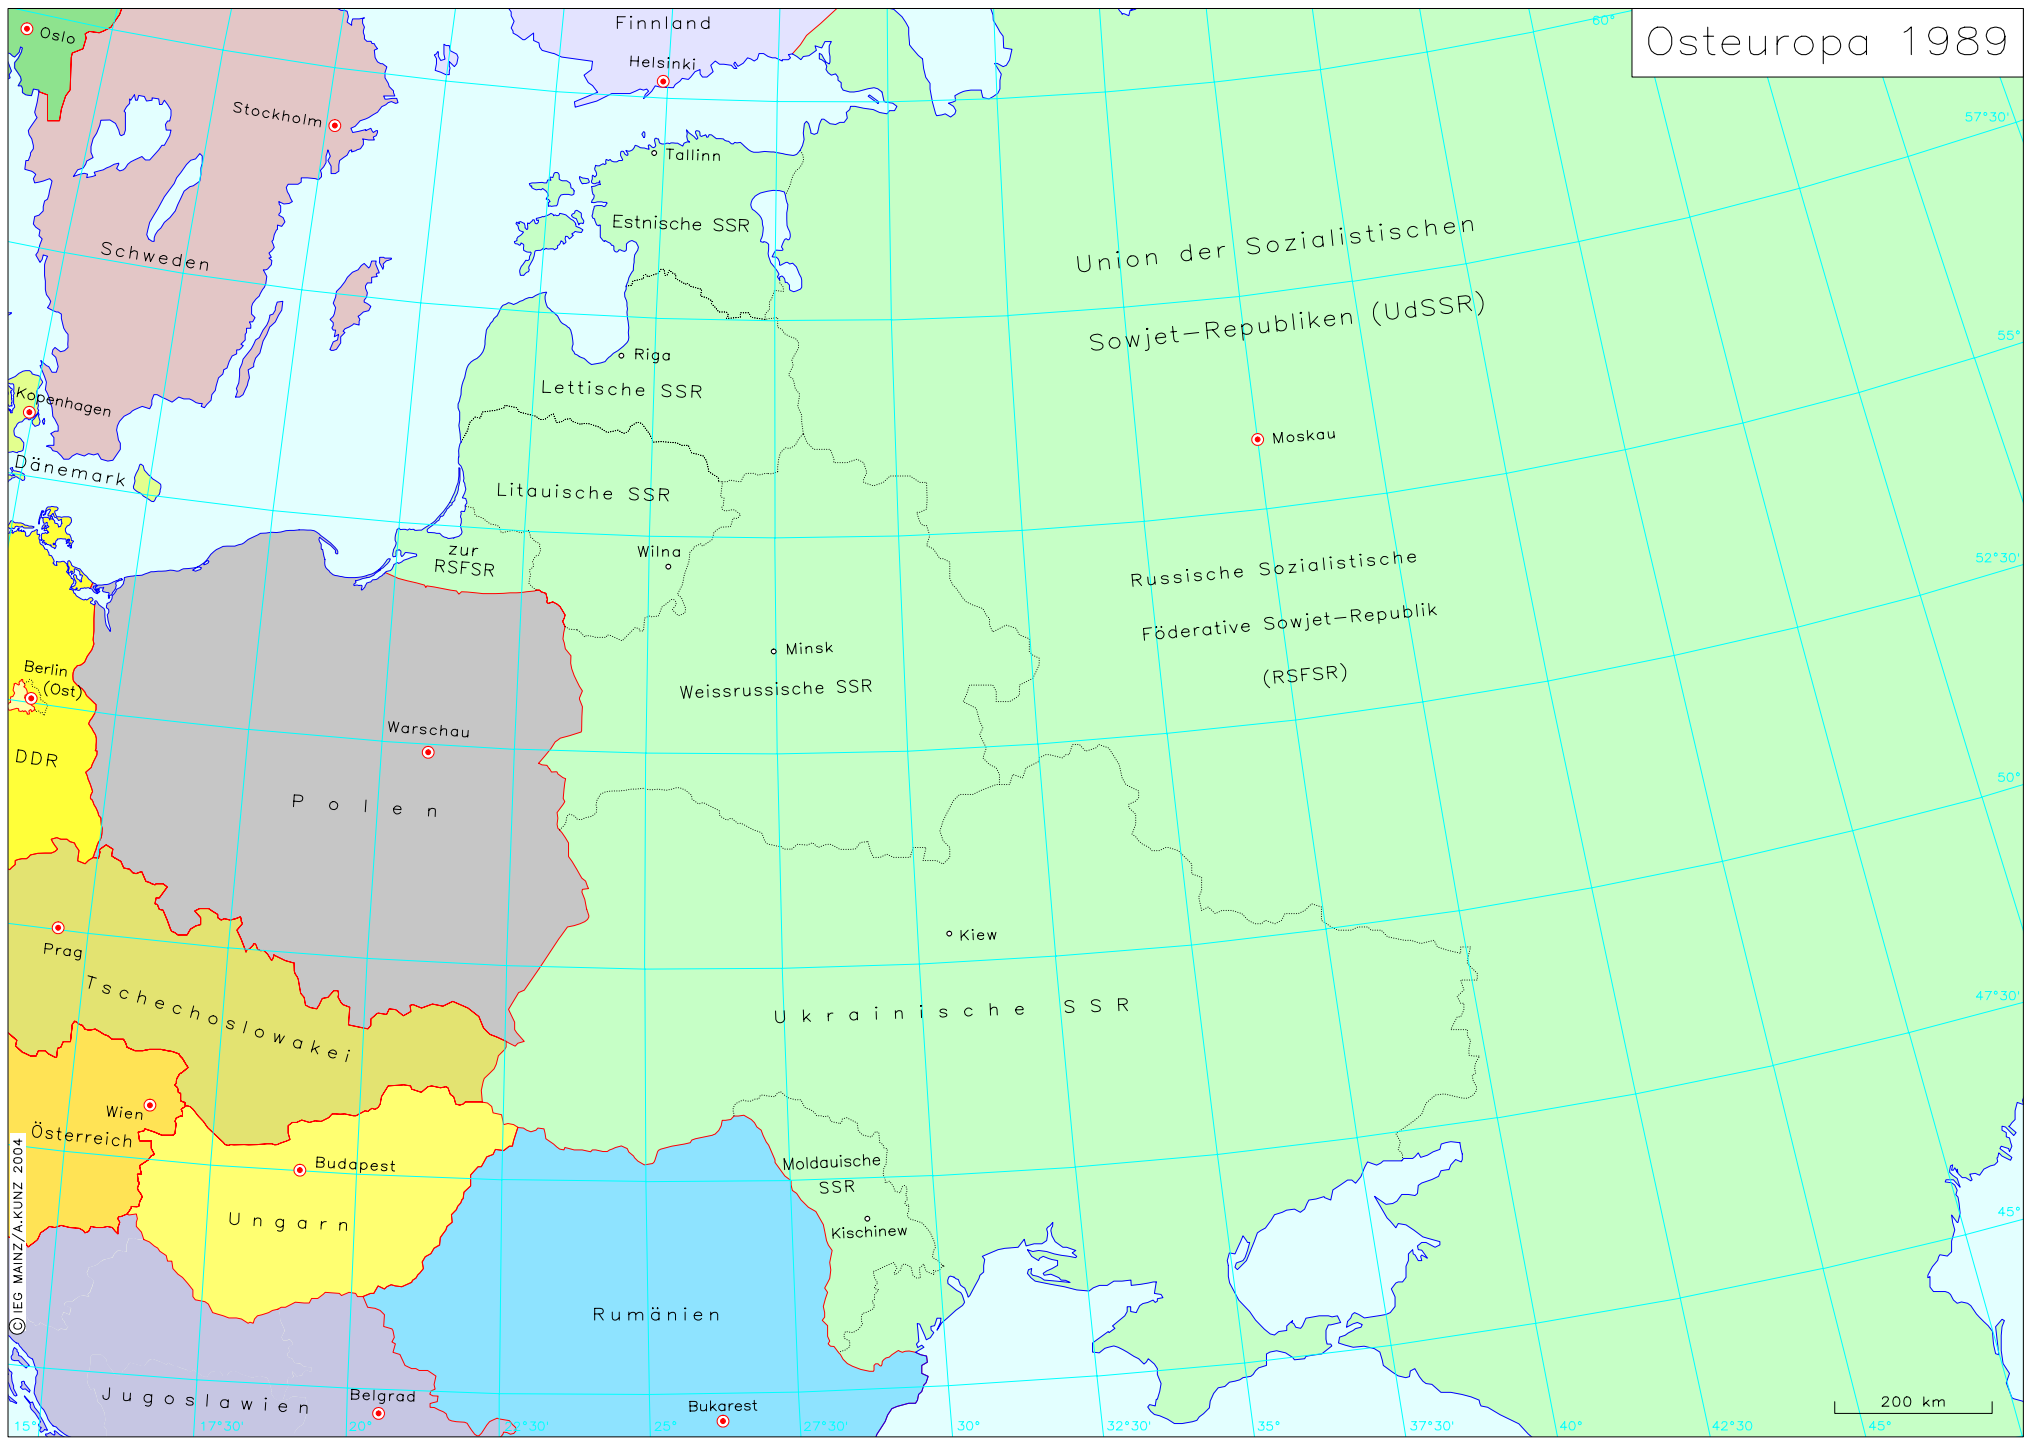 Osteuropa 1989
Finnland
Oslo
Helsinki
60°
Stockholm
57°30'
Tallinn
Estnische SSR
Schweden
Union der Sozialistischen
Sowjet-Republiken (UdSSR)
55°
Riga
Lettische SSR
Kopenhagen
Moskau
Dänemark
Litauische SSR
zur
RSFSR
Wilna
52°30'
Russische Sozialistische
Föderative Sowjet-Republik
(RSFSR)
Minsk
Weissrussische SSR
Berlin
(Ost)
Warschau
DDR
50°
Polen
Kiew
Prag
Tschechoslowakei
47°30'
Ukrainische SSR
Wien
Österreich
Budapest
Moldauische
SSR
Ungarn
45°
Kischinew
Rumänien
Jugoslawien
Belgrad
Bukarest
200 km
15°
17°30'
20°
22°30'
25°
27°30'
30°
32°30'
35°
37°30'
40°
42°30'
45°
© IEG MAINZ/A.KUNZ 2004